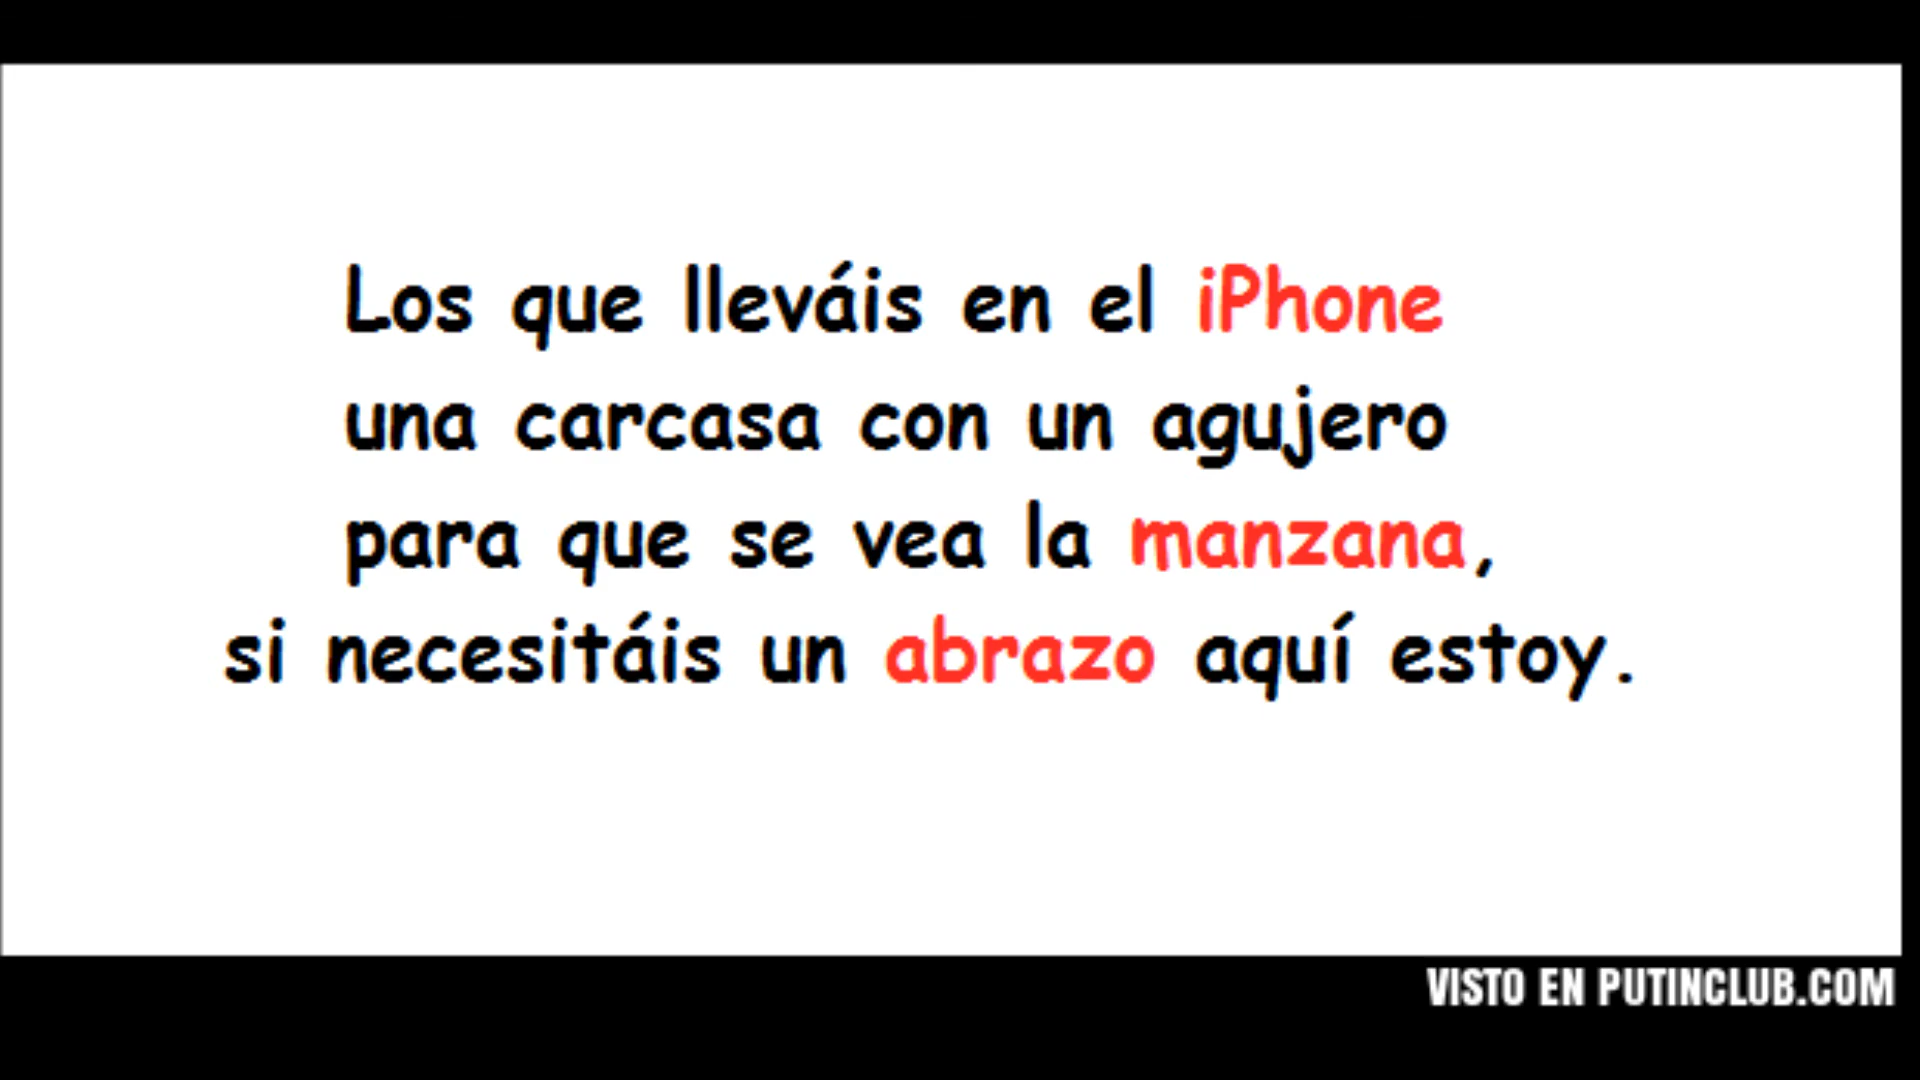 Los que lleváis en el iPhone
una carcasa con un agujero
para que se vea la manzana,
si necesitáis un abrazo aquí estoy.
VISTO EN PUTINCLUB.COM